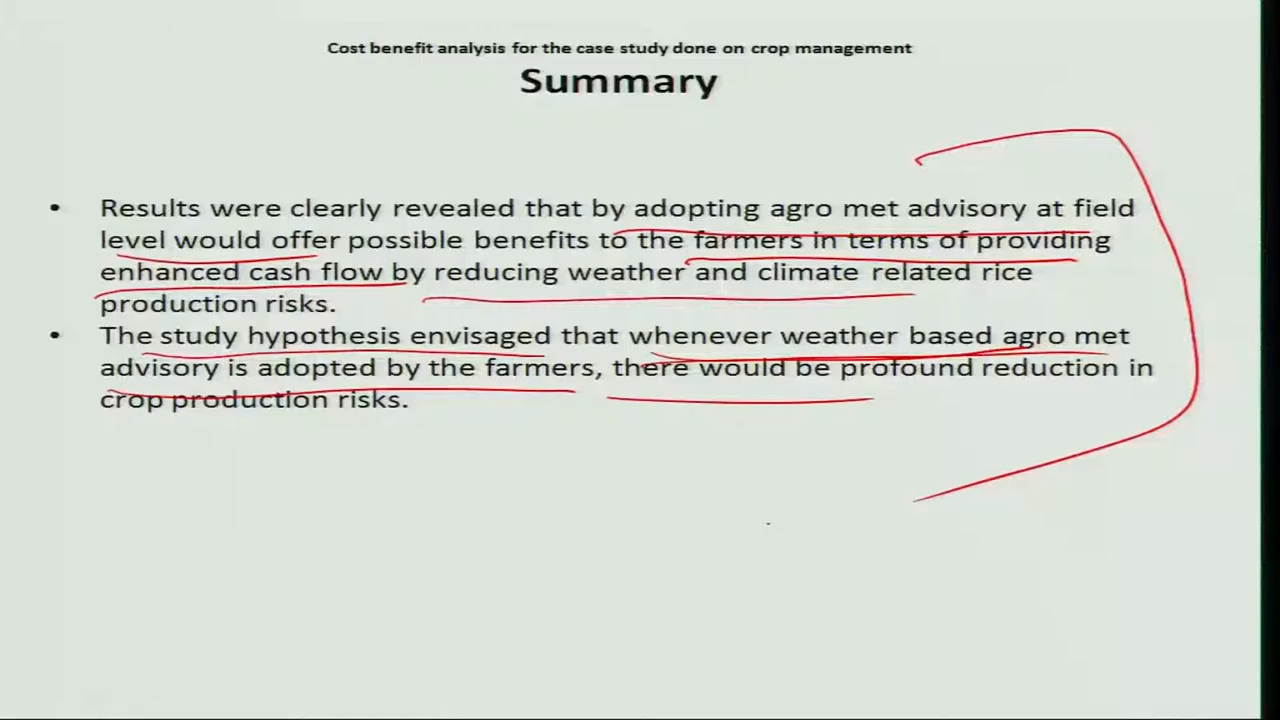 Cost benefit analysis for the case study done on crop management
Summary
• Results were clearly revealed that by adopting agro met advisory at field
level would offer possible benefits to the farmers in terms of providing
enhanced cash flow by reducing weather and climate related rice
production risks.
• The study hypothesis envisaged that whenever weather based agro met
advisory is adopted by the farmers, there would be profound reduction in
crop production risks.